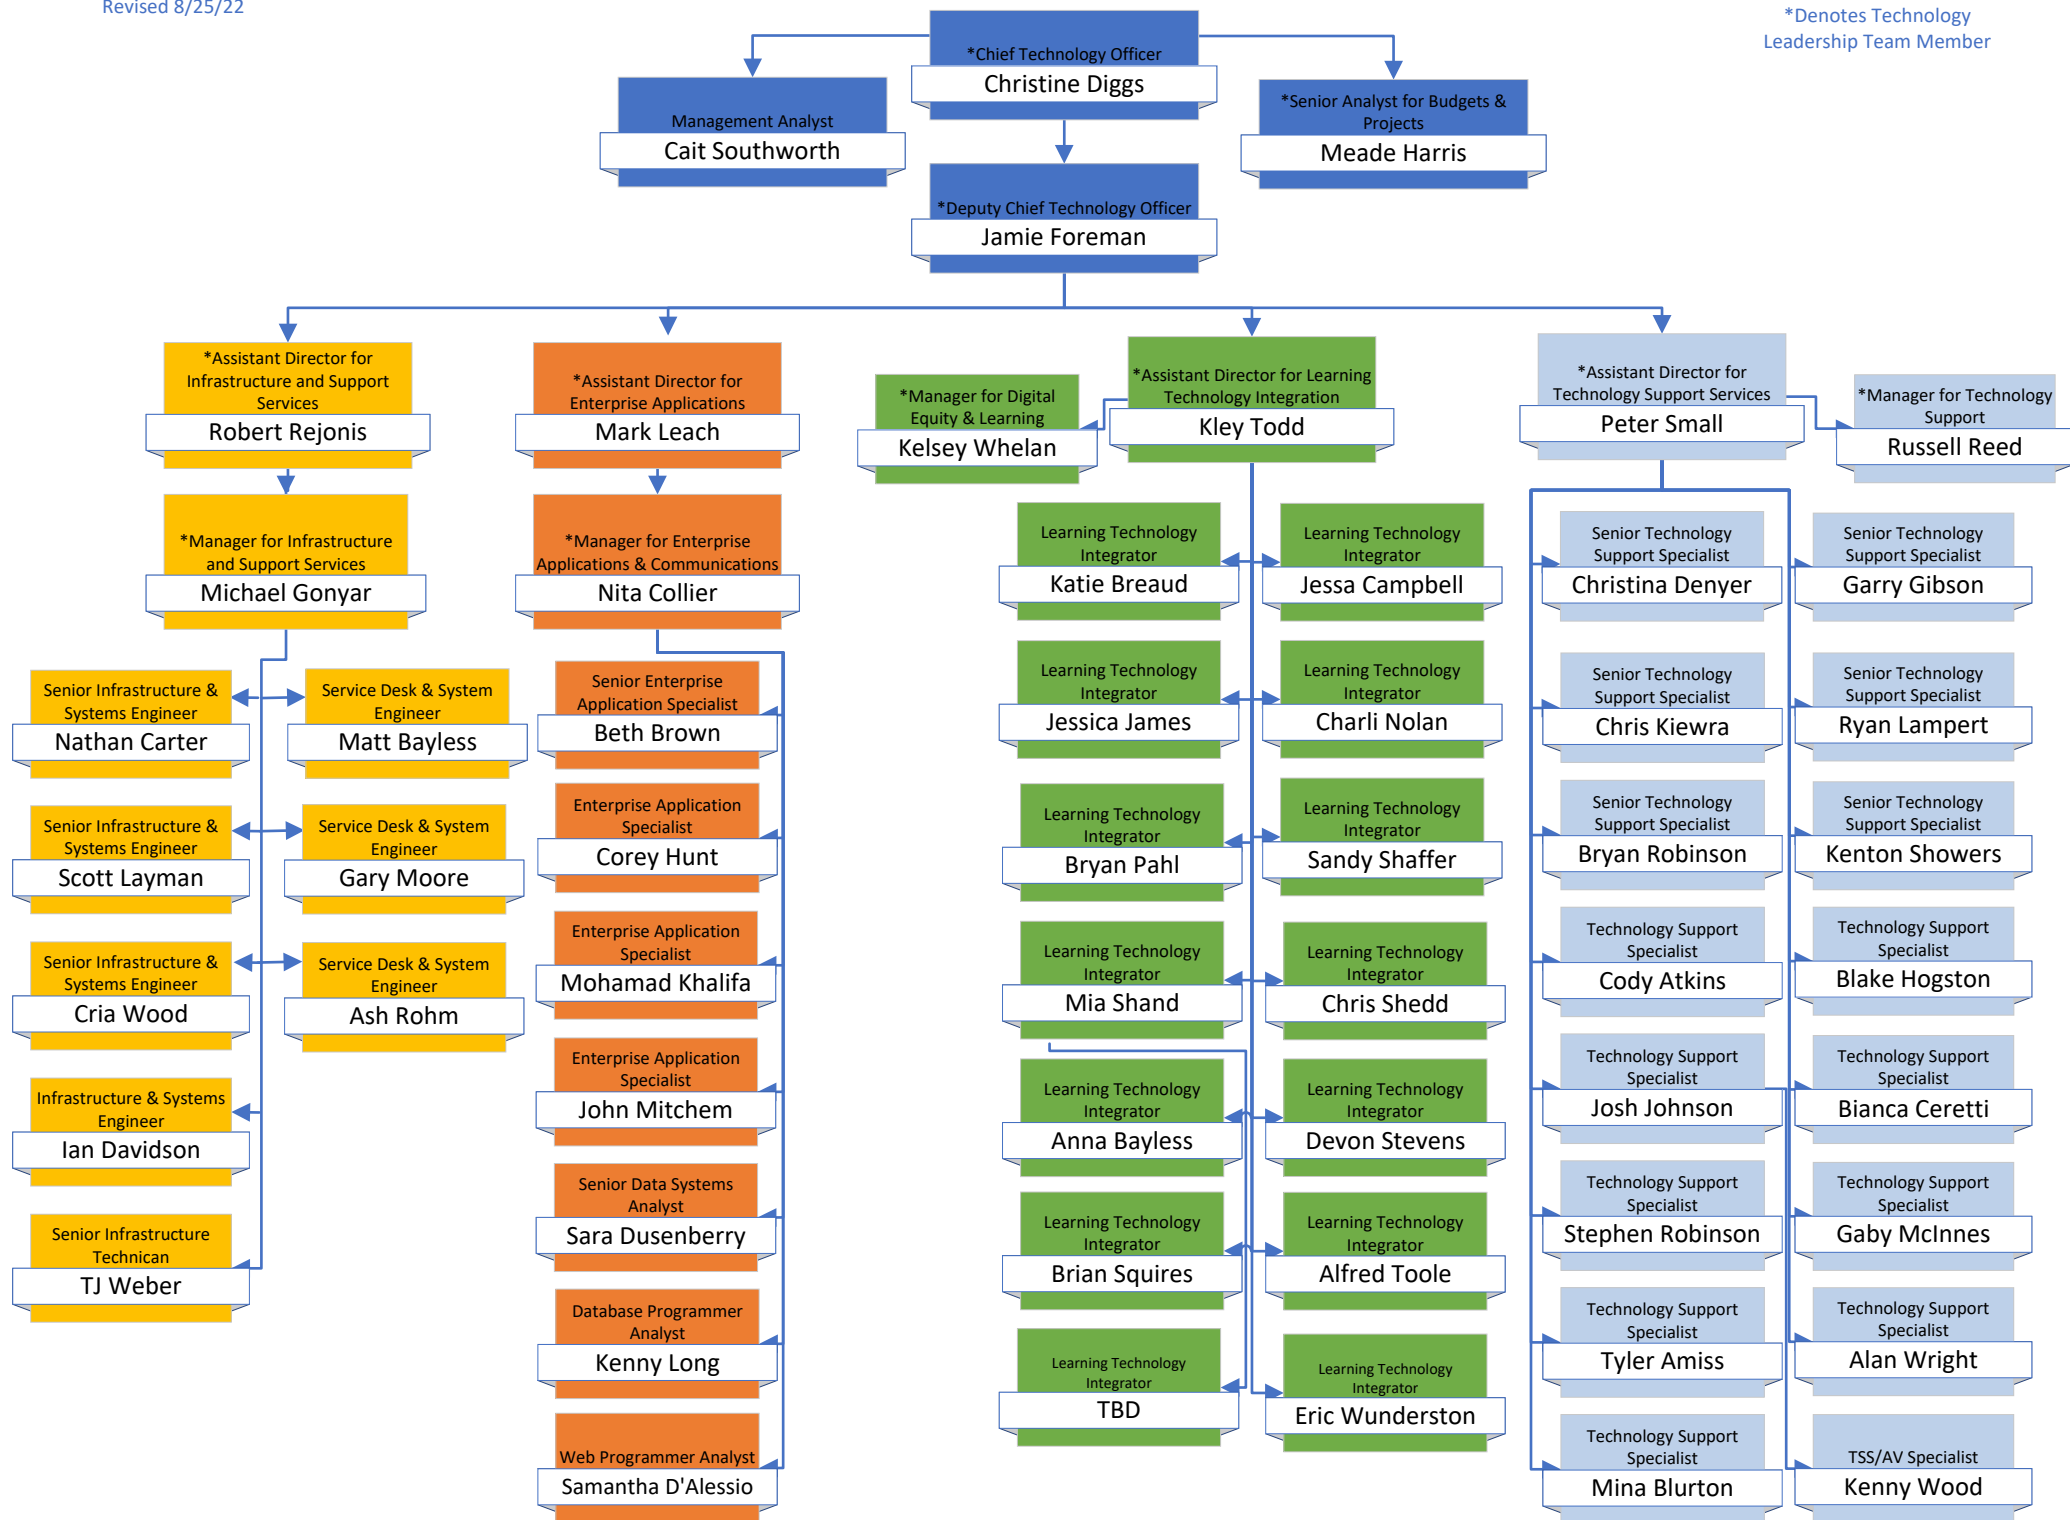 Revised 8/25/22
*Denotes Technology
Leadership Team Member
*Chief Technology Officer
Christine Diggs
Management Analyst
Cait Southworth
*Senior Analyst for Budgets &
Projects
Meade Harris
*Deputy Chief Technology Officer
Jamie Foreman
*Assistant Director for
Infrastructure and Support
Services
Robert Rejonis
*Assistant Director for
Enterprise Applications
Mark Leach
*Manager for Digital
Equity & Learning
Kelsey Whelan
*Assistant Director for Learning
Technology Integration
Kley Todd
*Assistant Director for
Technology Support Services
Peter Small
*Manager for Technology
Support
Russell Reed
*Manager for Infrastructure
and Support Services
Michael Gonyar
*Manager for Enterprise
Applications & Communications
Nita Collier
Senior Infrastructure &
Systems Engineer
Nathan Carter
Service Desk & System
Engineer
Matt Bayless
Senior Infrastructure &
Systems Engineer
Scott Layman
Service Desk & System
Engineer
Gary Moore
Senior Infrastructure &
Systems Engineer
Cria Wood
Service Desk & System
Engineer
Ash Rohm
Infrastructure & Systems
Engineer
Ian Davidson
Senior Infrastructure
Technican
TJ Weber
Senior Enterprise
Application Specialist
Beth Brown
Enterprise Application
Specialist
Corey Hunt
Enterprise Application
Specialist
Mohamad Khalifa
Enterprise Application
Specialist
John Mitchem
Senior Data Systems
Analyst
Sara Dusenberry
Database Programmer
Analyst
Kenny Long
Web Programmer Analyst
Samantha D'Alessio
Learning Technology
Integrator
Katie Breaud
Learning Technology
Integrator
Jessa Campbell
Learning Technology
Integrator
Jessica James
Learning Technology
Integrator
Charli Nolan
Learning Technology
Integrator
Bryan Pahl
Learning Technology
Integrator
Sandy Shaffer
Learning Technology
Integrator
Mia Shand
Learning Technology
Integrator
Chris Shedd
Learning Technology
Integrator
Anna Bayless
Learning Technology
Integrator
Devon Stevens
Learning Technology
Integrator
Brian Squires
Learning Technology
Integrator
Alfred Toole
Learning Technology
Integrator
TBD
Learning Technology
Integrator
Eric Wunderston
Senior Technology
Support Specialist
Christina Denyer
Senior Technology
Support Specialist
Garry Gibson
Senior Technology
Support Specialist
Chris Kiewra
Senior Technology
Support Specialist
Ryan Lampert
Senior Technology
Support Specialist
Bryan Robinson
Senior Technology
Support Specialist
Kenton Showers
Technology Support
Specialist
Cody Atkins
Technology Support
Specialist
Blake Hogston
Technology Support
Specialist
Josh Johnson
Technology Support
Specialist
Bianca Ceretti
Technology Support
Specialist
Stephen Robinson
Technology Support
Specialist
Gaby McInnes
Technology Support
Specialist
Tyler Amiss
Technology Support
Specialist
Alan Wright
Technology Support
Specialist
Mina Blurton
TSS/AV Specialist
Kenny Wood